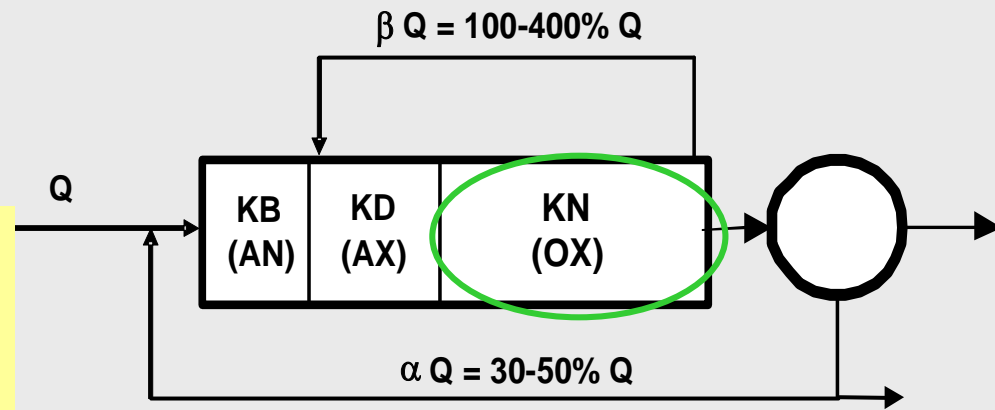 β Q = 100-400% Q
Q
KB
(AN)
KD
(AX)
KN
(OX)
α Q = 30-50% Q